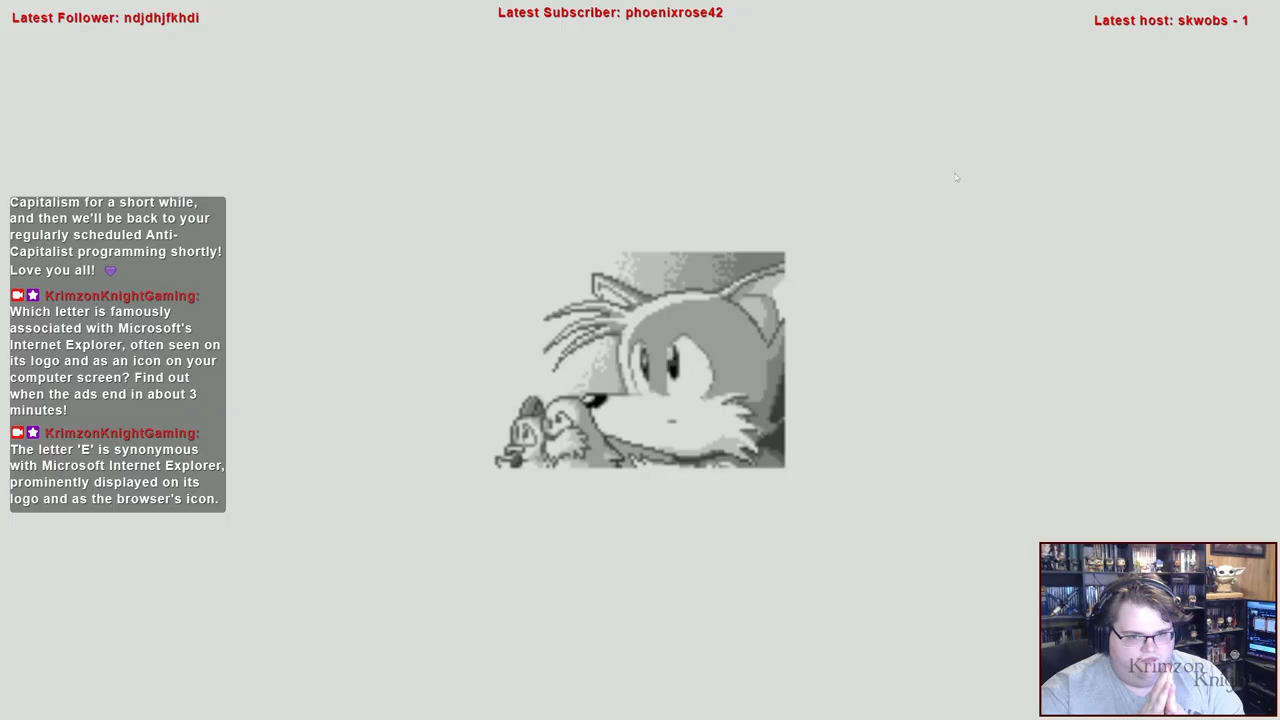 Latest Follower: ndjdhjfkhdi
Latest Subscriber: phoenixrose42
Latest host: skwobs - 1
Capitalism for a short while,
and then we'll be back to your
regularly scheduled Anti-
Capitalist programming shortly!
Love you all!
KrimzonKnightGaming:
Which letter is famously
associated with Microsoft's
Internet Explorer, often seen on
its logo and as an icon on your
computer screen? Find out
when the ads end in about 3
minutes!
KrimzonKnightGaming:
The letter 'E' is synonymous
with Microsoft Internet Explorer,
prominently displayed on its
logo and as the browser's icon.
Krimzon
Knight